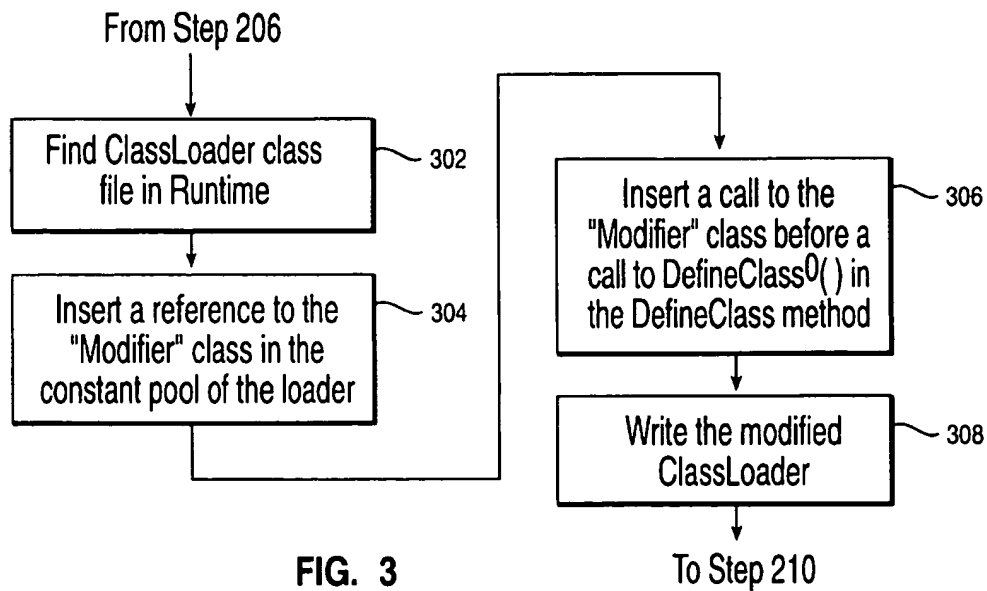 From Step 206
Find ClassLoader class
file in Runtime
302
Insert a reference to the
"Modifier" class in the
constant pool of the loader
304
Insert a call to the
"Modifier" class before a
call to DefineClass0( ) in
the DefineClass method
306
Write the modified
ClassLoader
308
To Step 210
FIG. 3